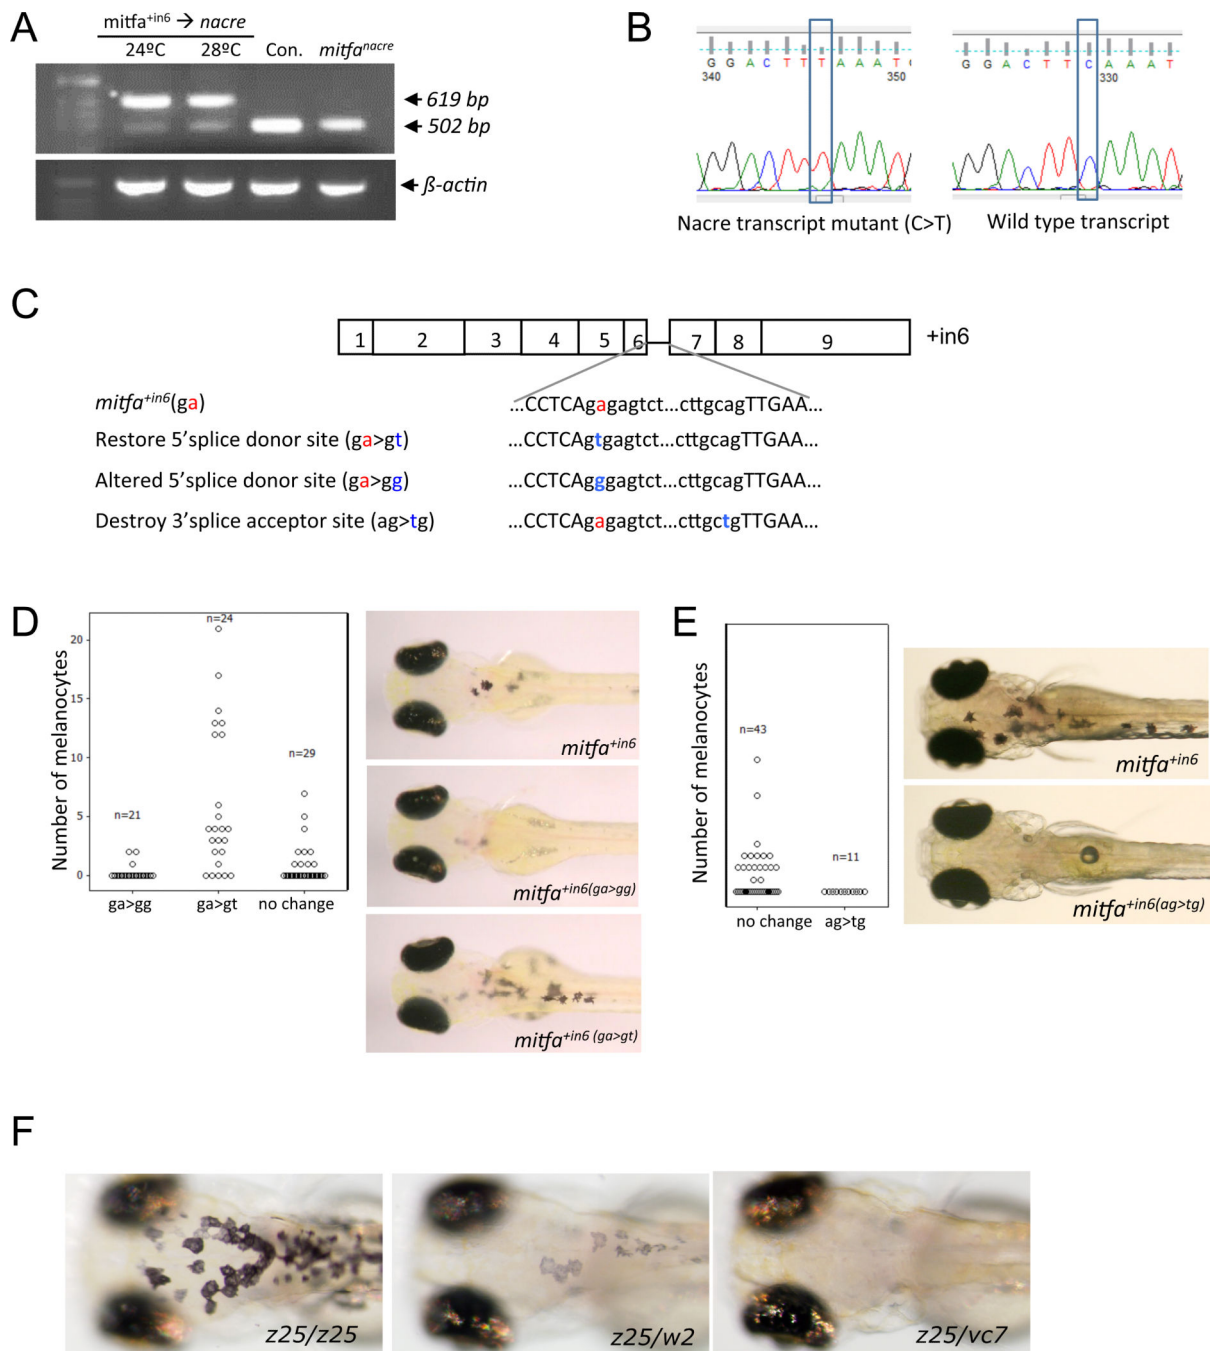 A
mitfa+in6 → nacre
24ºC 28ºC Con. mitfanacre
619 bp
502 bp
ß-actin
B
G G A C T T T A A A T
340 350
Nacre transcript mutant (C>T)
G G A C T T C A A A T
330
Wild type transcript
C
1 2 3 4 5 6 7 8 9 +in6
mitfa+in6(ga) ...CCTCAgagagtct...cttgcagTTGAA...
Restore 5’splice donor site (ga>gt) ...CCTCAgtgagtct...cttgcagTTGAA...
Altered 5’splice donor site (ga>gg) ...CCTCAgggagtct...cttgcagTTGAA...
Destroy 3’splice acceptor site (ag>tg) ...CCTCAgagagtct...cttgctgTTGAA...
D
Number of melanocytes
20
15
10
5
0
n=21
n=24
n=29
ga>gg ga>gt no change
mitfa+in6
mitfa+in6(ga>gg)
mitfa+in6 (ga>gt)
E
Number of melanocytes
n=43
n=11
no change ag>tg
mitfa+in6
mitfa+in6(ag>tg)
F
z25/z25
z25/w2
z25/vc7